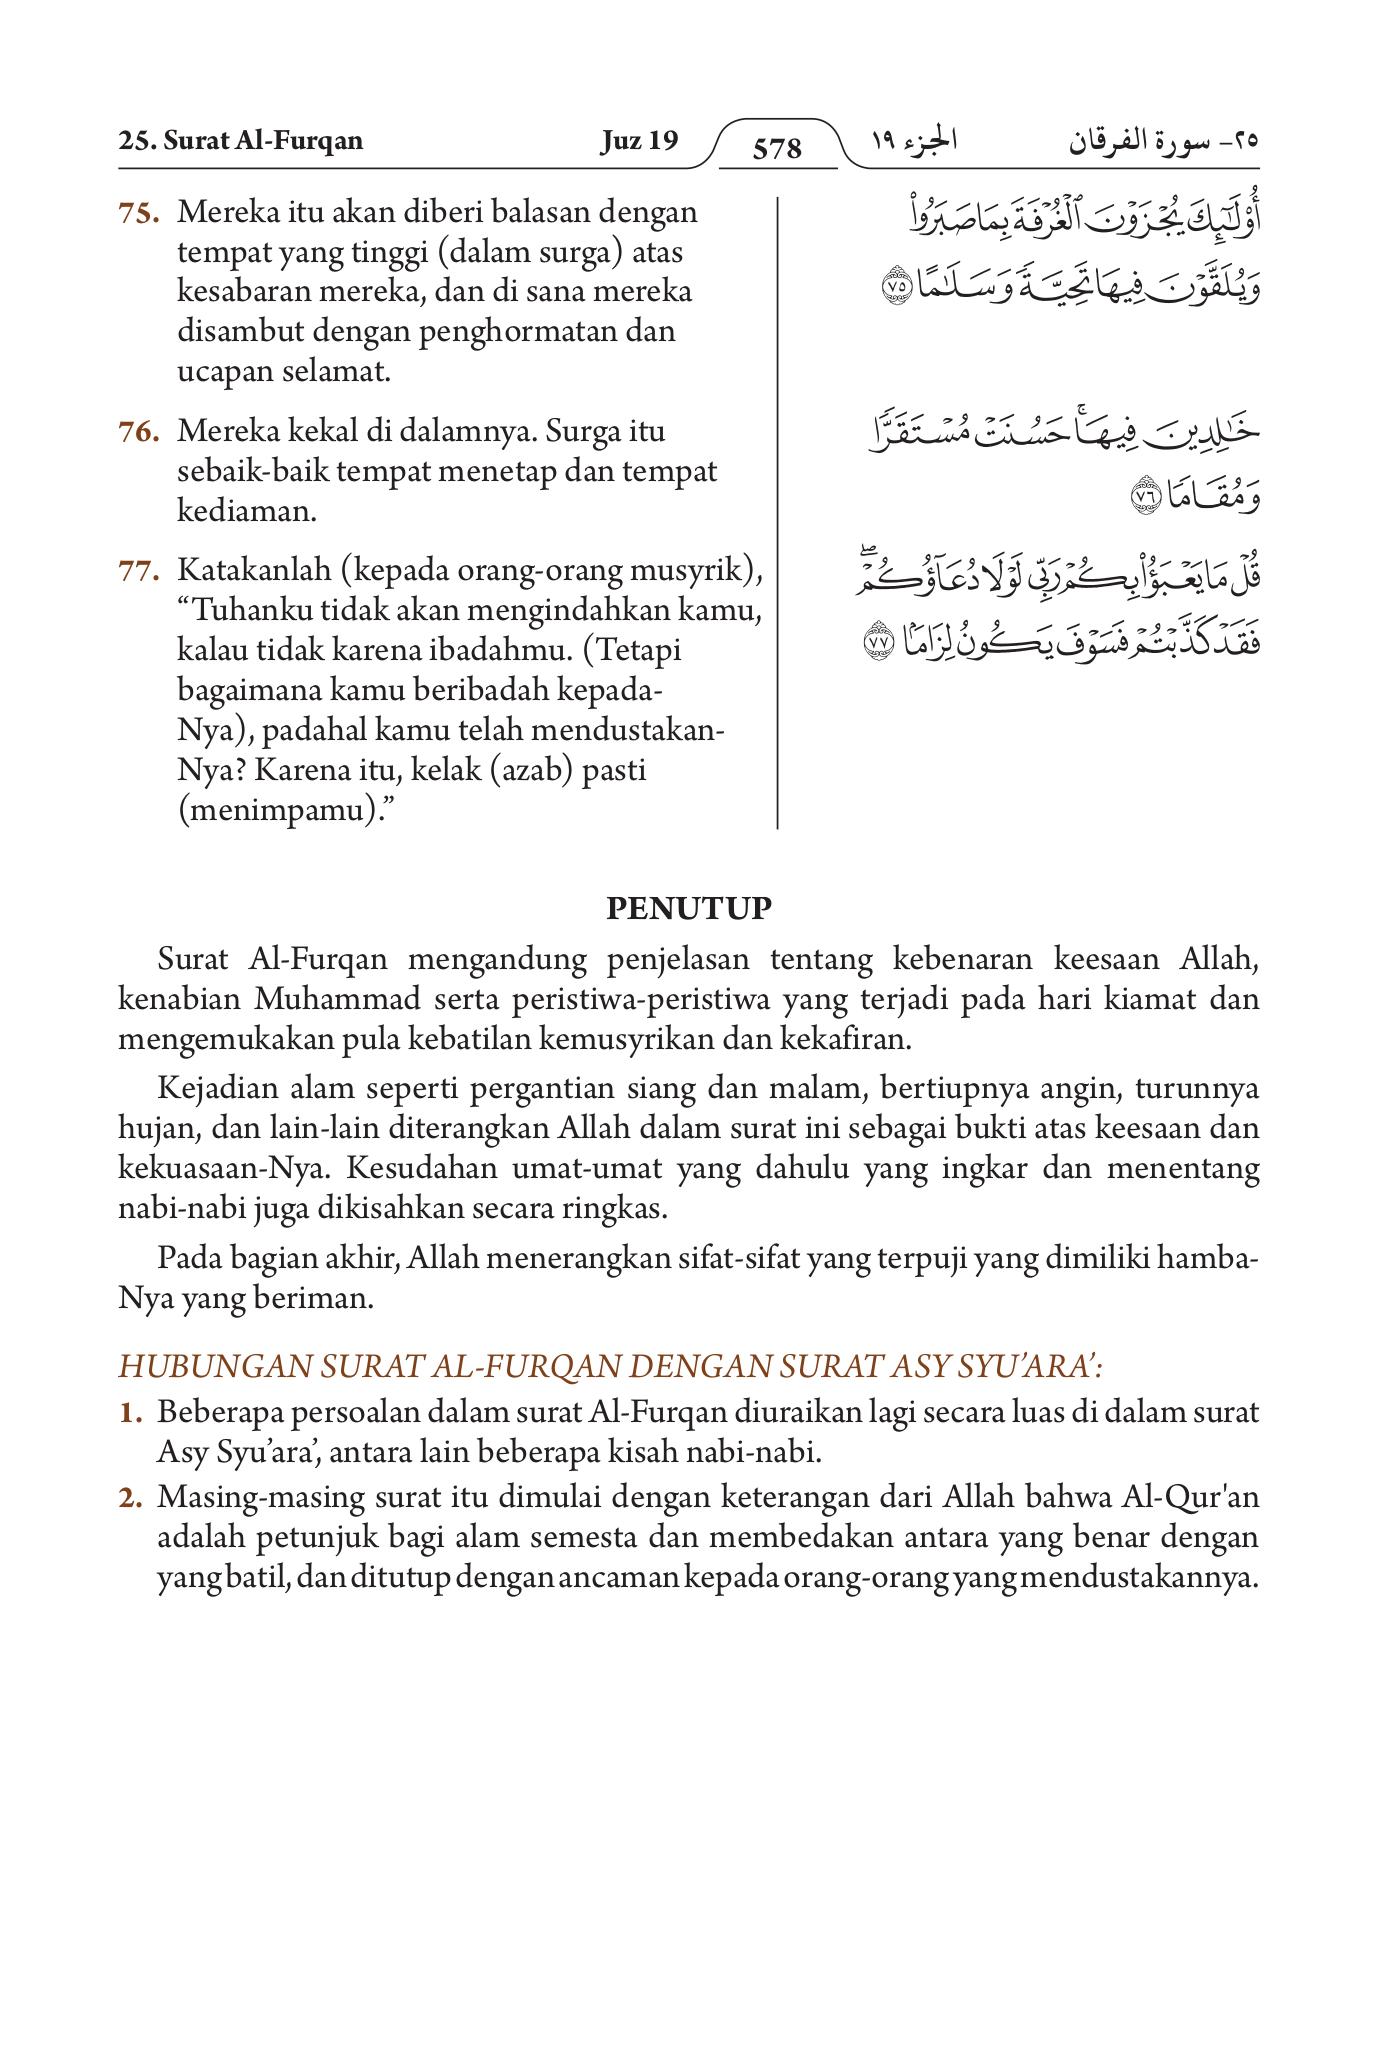 25. Surat Al-Furqan Juz 19 578 الجزء ١٩ ٢٥- سورة الفرقان
75. Mereka itu akan diberi balasan dengan
tempat yang tinggi (dalam surga) atas
kesabaran mereka, dan di sana mereka
disambut dengan penghormatan dan
ucapan selamat.
أُوْلَٰٓئِكَ يُجْزَوْنَ ٱلْغُرْفَةَ بِمَا صَبَرُواْ
وَيُلَقَّوْنَ فِيهَا تَحِيَّةً وَسَلَٰمًا ٧٥
76. Mereka kekal di dalamnya. Surga itu
sebaik-baik tempat menetap dan tempat
kediaman.
خَٰلِدِينَ فِيهَاۚ حَسُنَتْ مُسْتَقَرًّا
وَمُقَامًا ٧٦
77. Katakanlah (kepada orang-orang musyrik),
“Tuhanku tidak akan mengindahkan kamu,
kalau tidak karena ibadahmu. (Tetapi
bagaimana kamu beribadah kepada-
Nya), padahal kamu telah mendustakan-
Nya? Karena itu, kelak (azab) pasti
(menimpamu).”
قُلْ مَا يَعْبَؤُاْ بِكُمْ رَبِّى لَوْلَا دُعَآؤُكُمْۖ
فَقَدْ كَذَّبْتُمْ فَسَوْفَ يَكُونُ لِزَامًۢا ٧٧
PENUTUP
Surat Al-Furqan mengandung penjelasan tentang kebenaran keesaan Allah,
kenabian Muhammad serta peristiwa-peristiwa yang terjadi pada hari kiamat dan
mengemukakan pula kebatilan kemusyrikan dan kekafiran.
Kejadian alam seperti pergantian siang dan malam, bertiupnya angin, turunnya
hujan, dan lain-lain diterangkan Allah dalam surat ini sebagai bukti atas keesaan dan
kekuasaan-Nya. Kesudahan umat-umat yang dahulu yang ingkar dan menentang
nabi-nabi juga dikisahkan secara ringkas.
Pada bagian akhir, Allah menerangkan sifat-sifat yang terpuji yang dimiliki hamba-
Nya yang beriman.
HUBUNGAN SURAT AL-FURQAN DENGAN SURAT ASY SYU’ARA’:
1. Beberapa persoalan dalam surat Al-Furqan diuraikan lagi secara luas di dalam surat
Asy Syu’ara’, antara lain beberapa kisah nabi-nabi.
2. Masing-masing surat itu dimulai dengan keterangan dari Allah bahwa Al-Qur'an
adalah petunjuk bagi alam semesta dan membedakan antara yang benar dengan
yang batil, dan ditutup dengan ancaman kepada orang-orang yang mendustakannya.